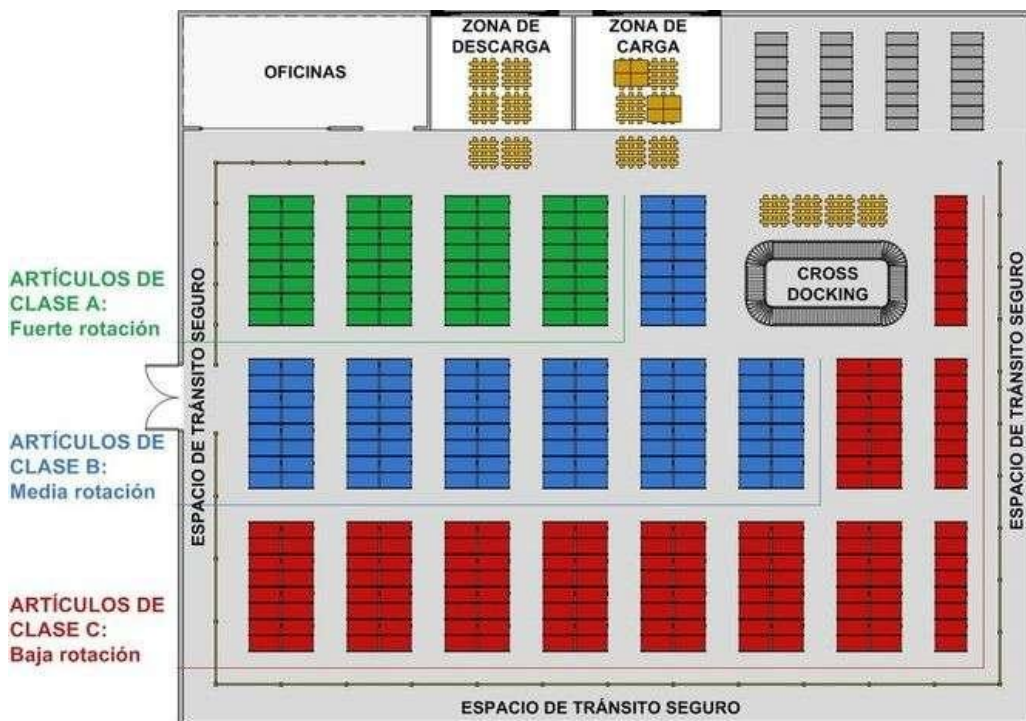 OFICINAS
ZONA DE
DESCARGA
ZONA DE
CARGA
CROSS
DOCKING
ARTÍCULOS DE
CLASE A:
Fuerte rotación
ARTÍCULOS DE
CLASE B:
Media rotación
ARTÍCULOS DE
CLASE C:
Baja rotación
ESPACIO DE TRÁNSITO SEGURO
ESPACIO DE TRÁNSITO SEGURO
ESPACIO DE TRÁNSITO SEGURO